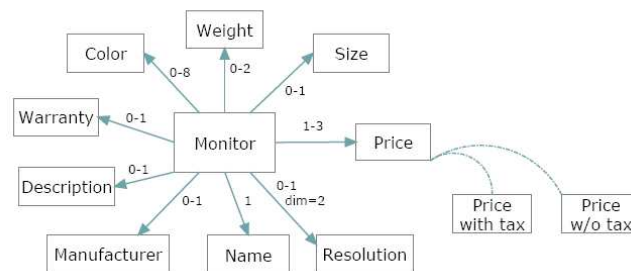 Weight
Color
Size
0-8
0-2
0-1
Warranty
0-1
Monitor
1-3
Price
0-1
Description
0-1
1
0-1
dim=2
Price
with tax
Price
w/o tax
Manufacturer
Name
Resolution